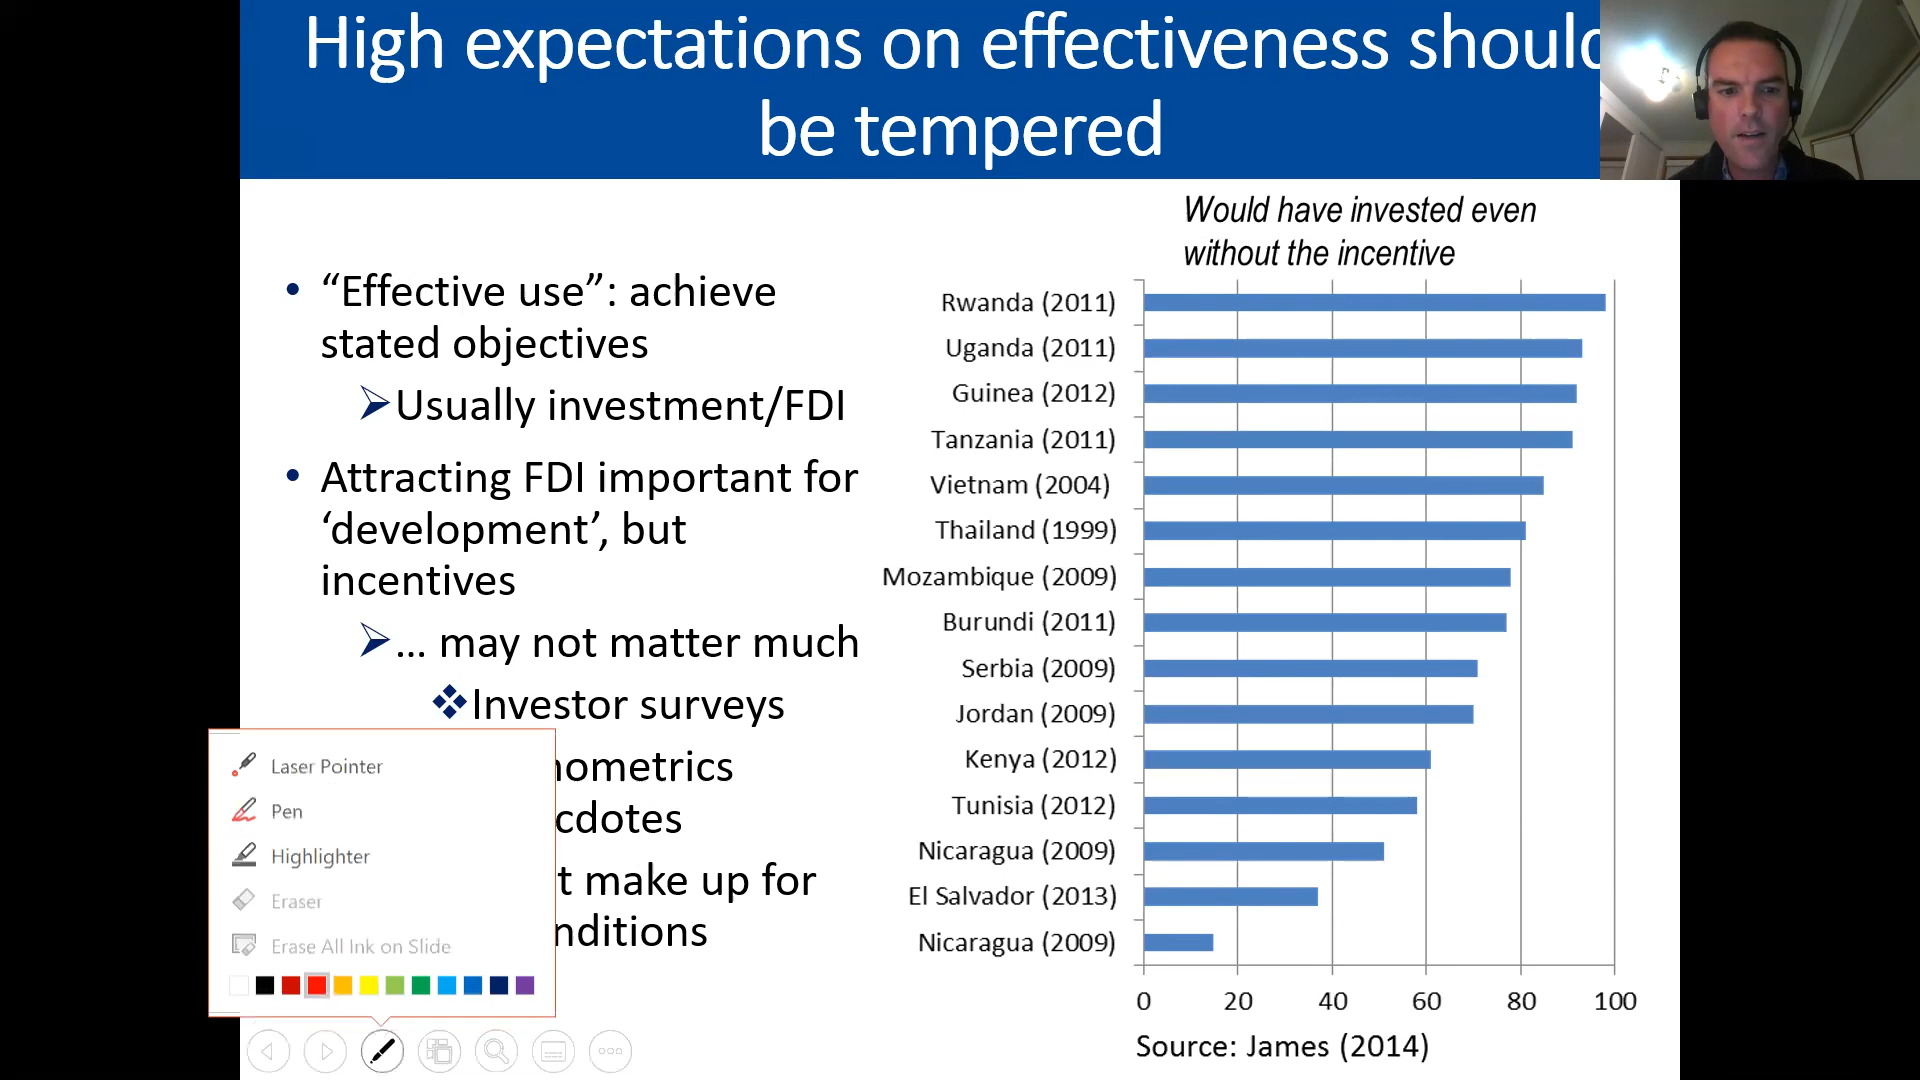 High expectations on effectiveness should
be tempered
Would have invested even
without the incentive
• “Effective use”: achieve
stated objectives
Usually investment/FDI
• Attracting FDI important for
‘development’, but
incentives
... may not matter much
Investor surveys
nometrics
cdotes
t make up for
nditions
Laser Pointer
Pen
Highlighter
Eraser
Erase All Ink on Slide
Rwanda (2011)
Uganda (2011)
Guinea (2012)
Tanzania (2011)
Vietnam (2004)
Thailand (1999)
Mozambique (2009)
Burundi (2011)
Serbia (2009)
Jordan (2009)
Kenya (2012)
Tunisia (2012)
Nicaragua (2009)
El Salvador (2013)
Nicaragua (2009)
0 20 40 60 80 100
Source: James (2014)